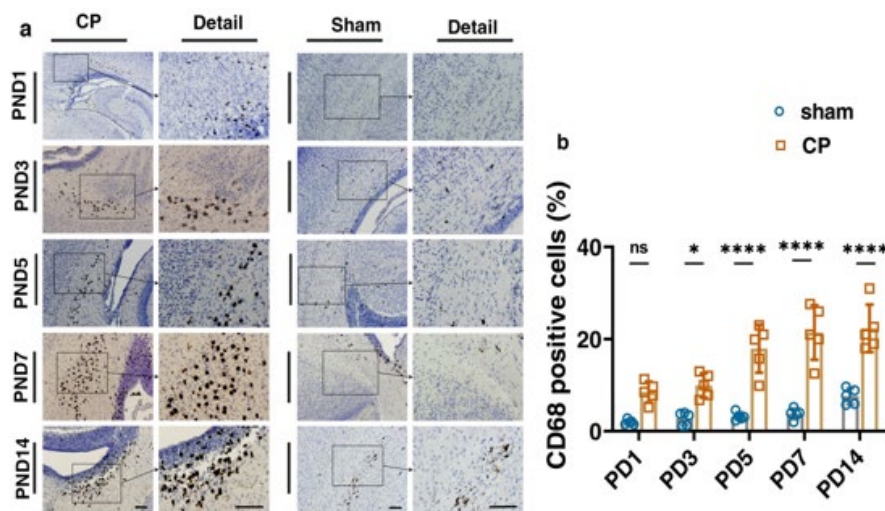 a
CP Detail Sham Detail
PND1
PND3
PND5
PND7
PND14
b
sham
CP
CD68 positive cells (%)
40
20
0
ns * **** **** ****
PD1 PD3 PD5 PD7 PD14